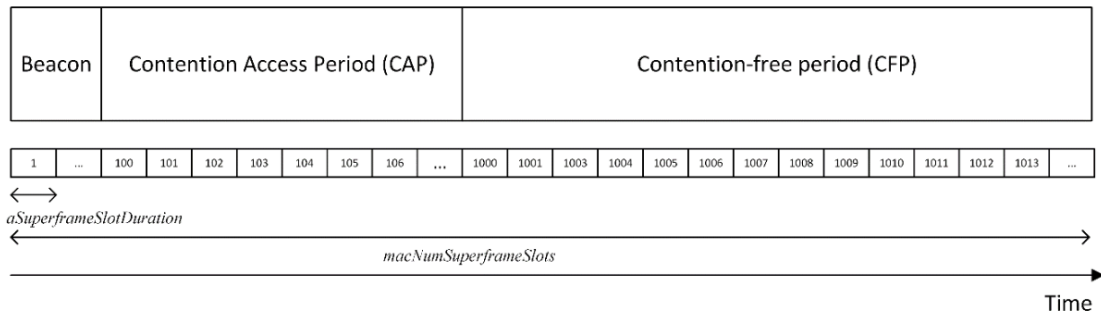 Beacon Contention Access Period (CAP) Contention-free period (CFP)
1 ... 100 101 102 103 104 105 106 ... 1000 1001 1003 1004 1005 1006 1007 1008 1009 1010 1011 1012 1013 ...
aSuperframeSlotDuration
macNumSuperframeSlots
Time